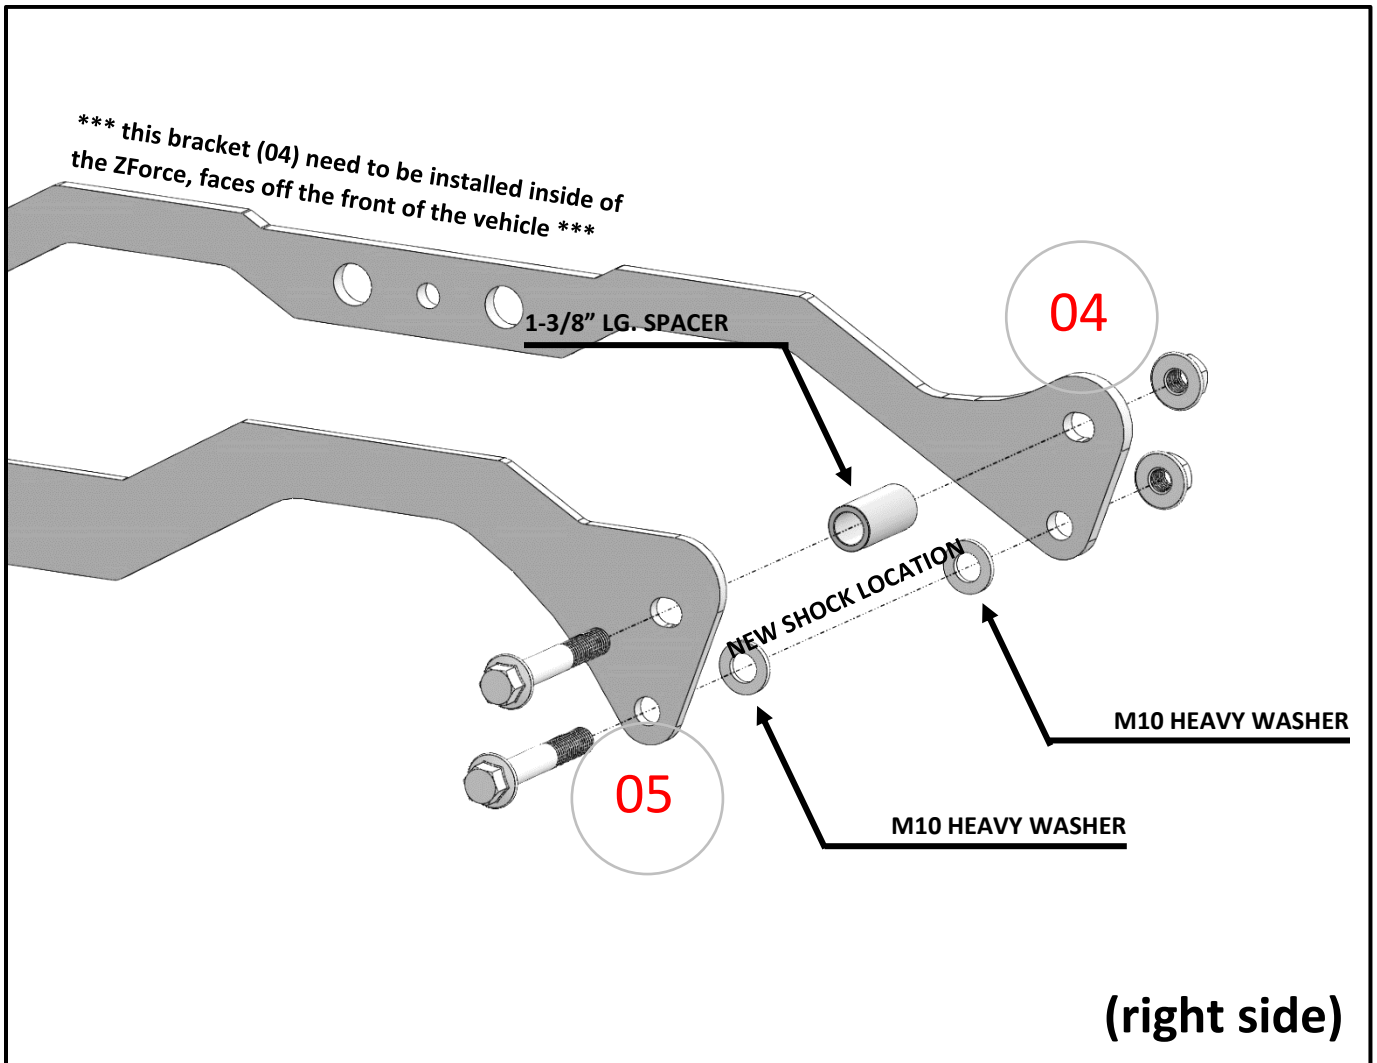 *** this bracket (04) need to be installed inside of
the ZForce, faces off the front of the vehicle ***
04
1-3/8” LG. SPACER
NEW SHOCK LOCATION
M10 HEAVY WASHER
05
M10 HEAVY WASHER
(right side)